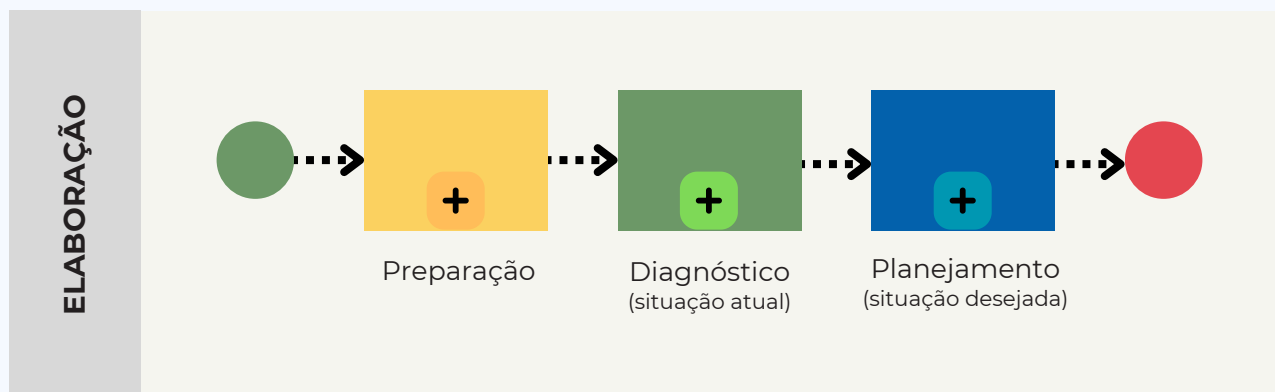 ELABORAÇÃO
Preparação
Diagnóstico
(situação atual)
Planejamento
(situação desejada)